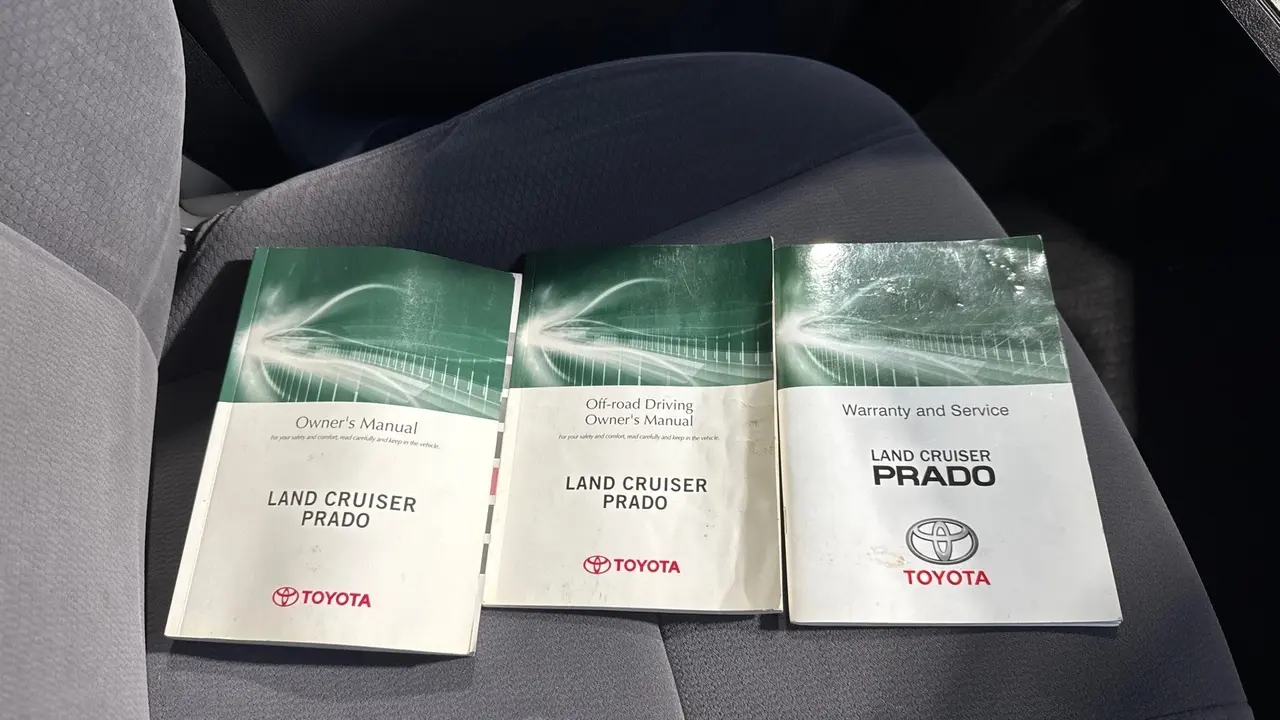 Owner's Manual
For your safety and comfort, read carefully and keep in the vehicle.
LAND CRUISER
PRADO
TOYOTA
Off-road Driving
Owner's Manual
For your safety and comfort, read carefully and keep in the vehicle.
LAND CRUISER
PRADO
TOYOTA
Warranty and Service
LAND CRUISER
PRADO
TOYOTA